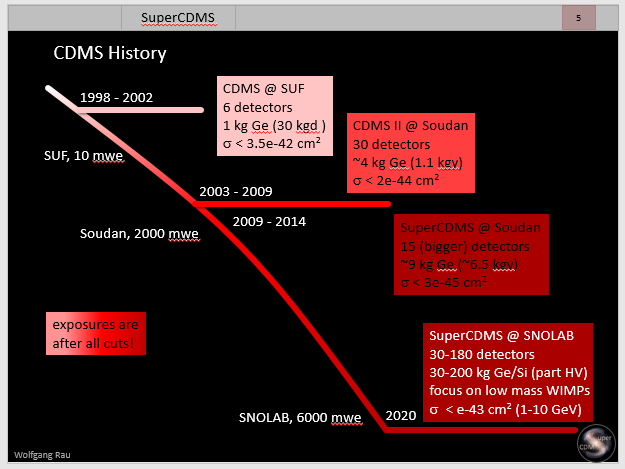 SuperCDMS
5
CDMS History
1998 - 2002
CDMS @ SUF
6 detectors
1 kg Ge (30 kgd )
σ < 3.5e-42 cm²
SUF, 10 mwe
CDMS II @ Soudan
30 detectors
~4 kg Ge (1.1 kgy)
σ < 2e-44 cm²
2003 - 2009
2009 - 2014
Soudan, 2000 mwe
SuperCDMS @ Soudan
15 (bigger) detectors
~9 kg Ge (~6.5 kgy)
σ < 3e-45 cm²
exposures are
after all cuts!
SuperCDMS @ SNOLAB
30-180 detectors
30-200 kg Ge/Si (part HV)
focus on low mass WIMPs
σ < e-43 cm² (1-10 GeV)
SNOLAB, 6000 mwe
2020
Wolfgang Rau
Super
CDMS